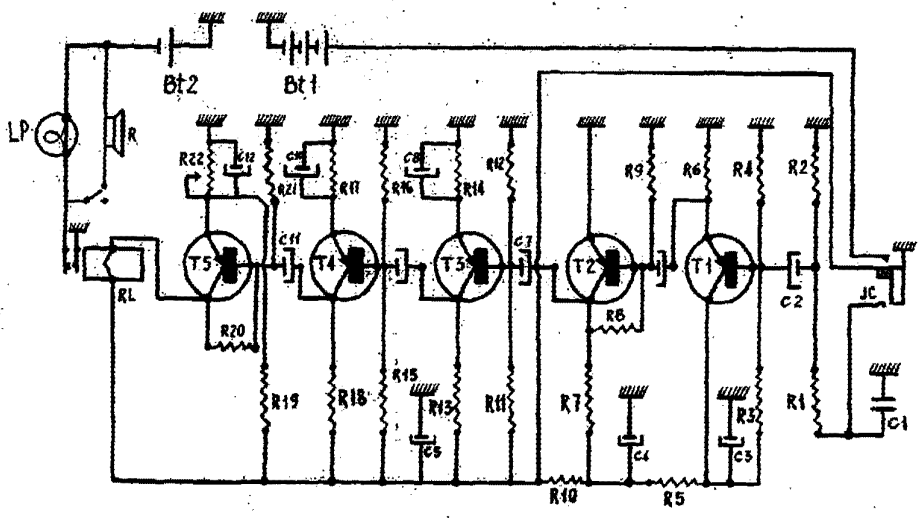 Bt2 Bt1
LP R
R22 C12 R21 R17 R16 C8 R14 R12 R9 R6 R4 R2
T5 C11 T4 T3 C7 T2 T1 C2 JC
RL R20 R8
R19 R18 R15 R13 R11 R7 R3 R1 C1
C5 C3
R10 R5